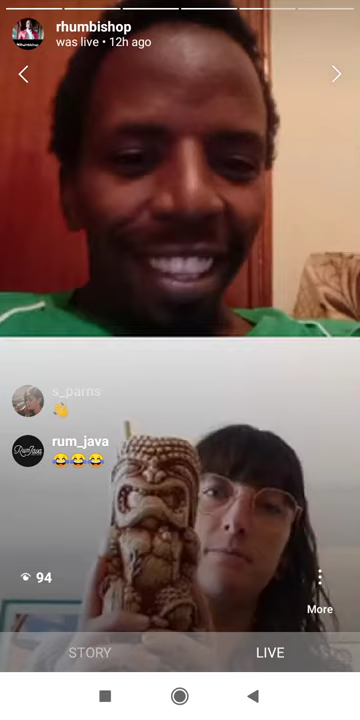 rhumbishop
was live • 12h ago
s_parns
rum_java
94
More
STORY
LIVE